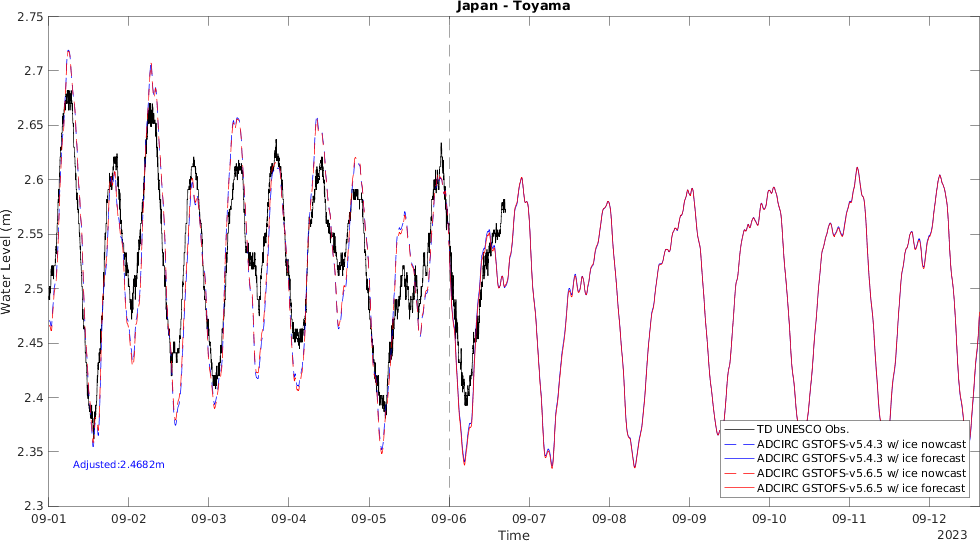 Japan - Toyama
2.75
2.7
2.65
2.6
2.55
2.5
2.45
2.4
2.35
2.3
Water Level (m)
Adjusted:2.4682m
TD UNESCO Obs.
ADCIRC GSTOFS-v5.4.3 w/ ice nowcast
ADCIRC GSTOFS-v5.4.3 w/ ice forecast
ADCIRC GSTOFS-v5.6.5 w/ ice nowcast
ADCIRC GSTOFS-v5.6.5 w/ ice forecast
09-01 09-02 09-03 09-04 09-05 09-06 09-07 09-08 09-09 09-10 09-11 09-12
Time
2023